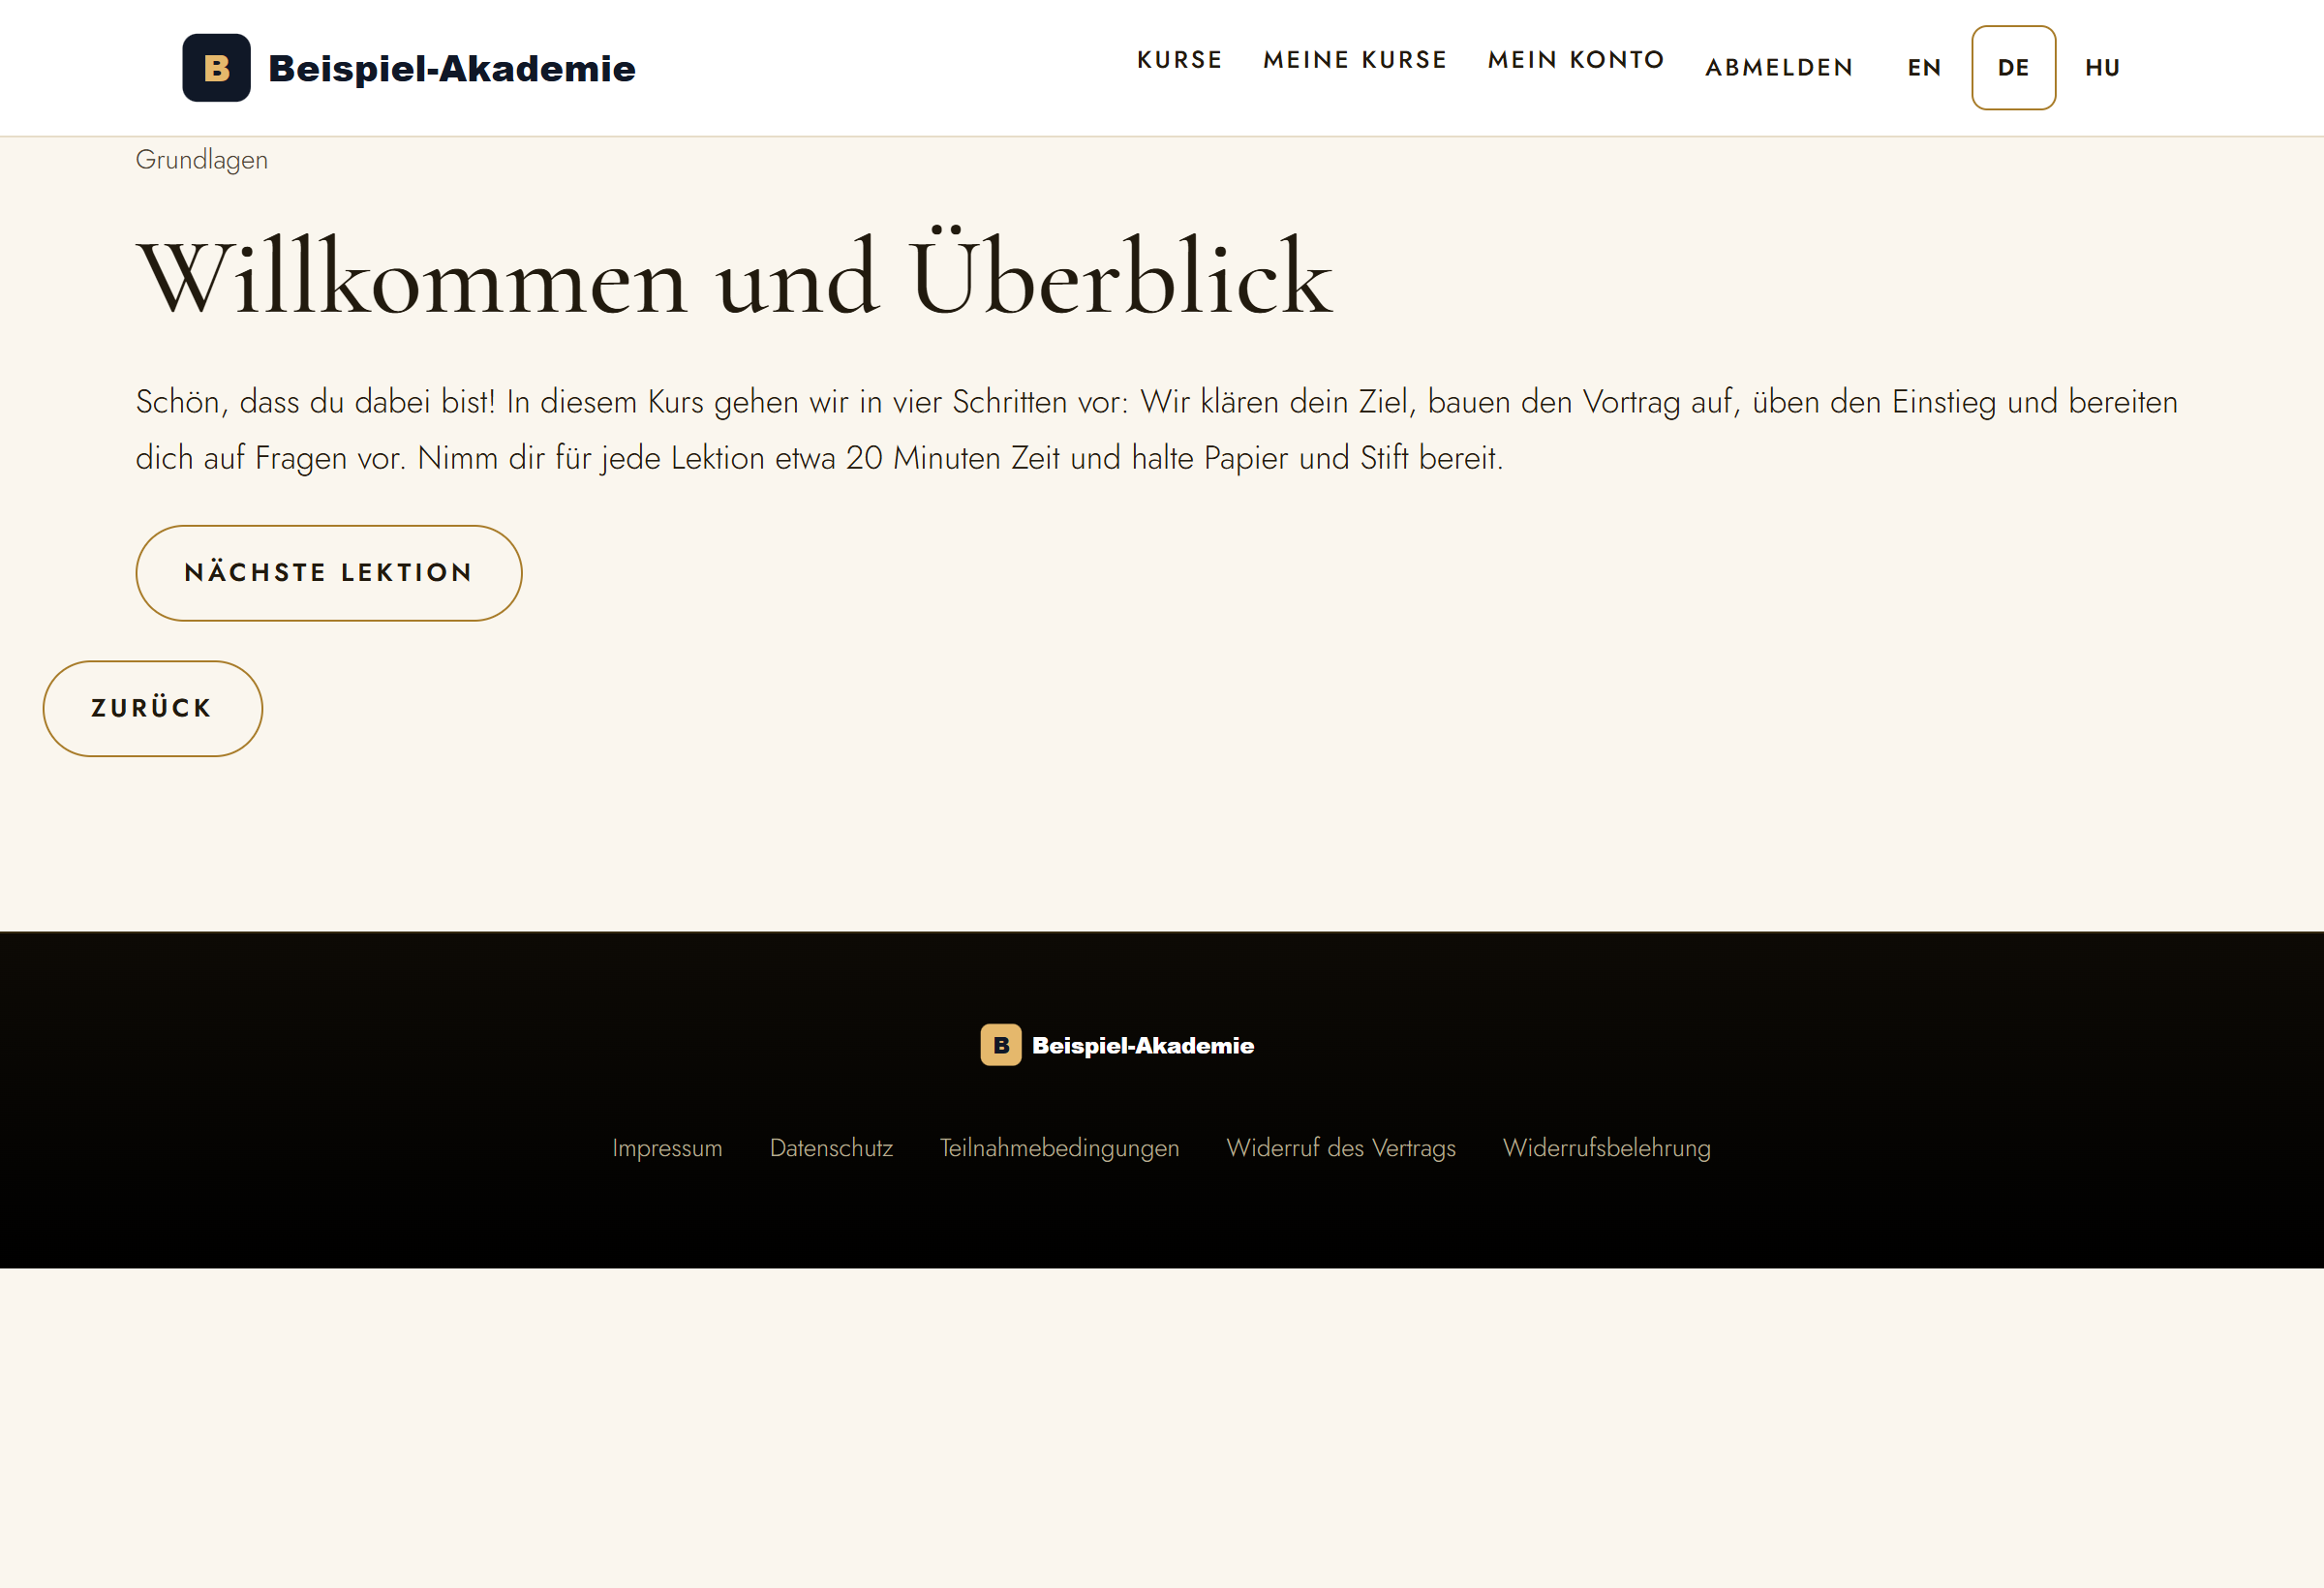 B Beispiel-Akademie
KURSE MEINE KURSE MEIN KONTO ABMELDEN EN DE HU
Grundlagen
Willkommen und Überblick
Schön, dass du dabei bist! In diesem Kurs gehen wir in vier Schritten vor: Wir klären dein Ziel, bauen den Vortrag auf, üben den Einstieg und bereiten
dich auf Fragen vor. Nimm dir für jede Lektion etwa 20 Minuten Zeit und halte Papier und Stift bereit.
NÄCHSTE LEKTION
ZURÜCK
B Beispiel-Akademie
Impressum Datenschutz Teilnahmebedingungen Widerruf des Vertrags Widerrufsbelehrung